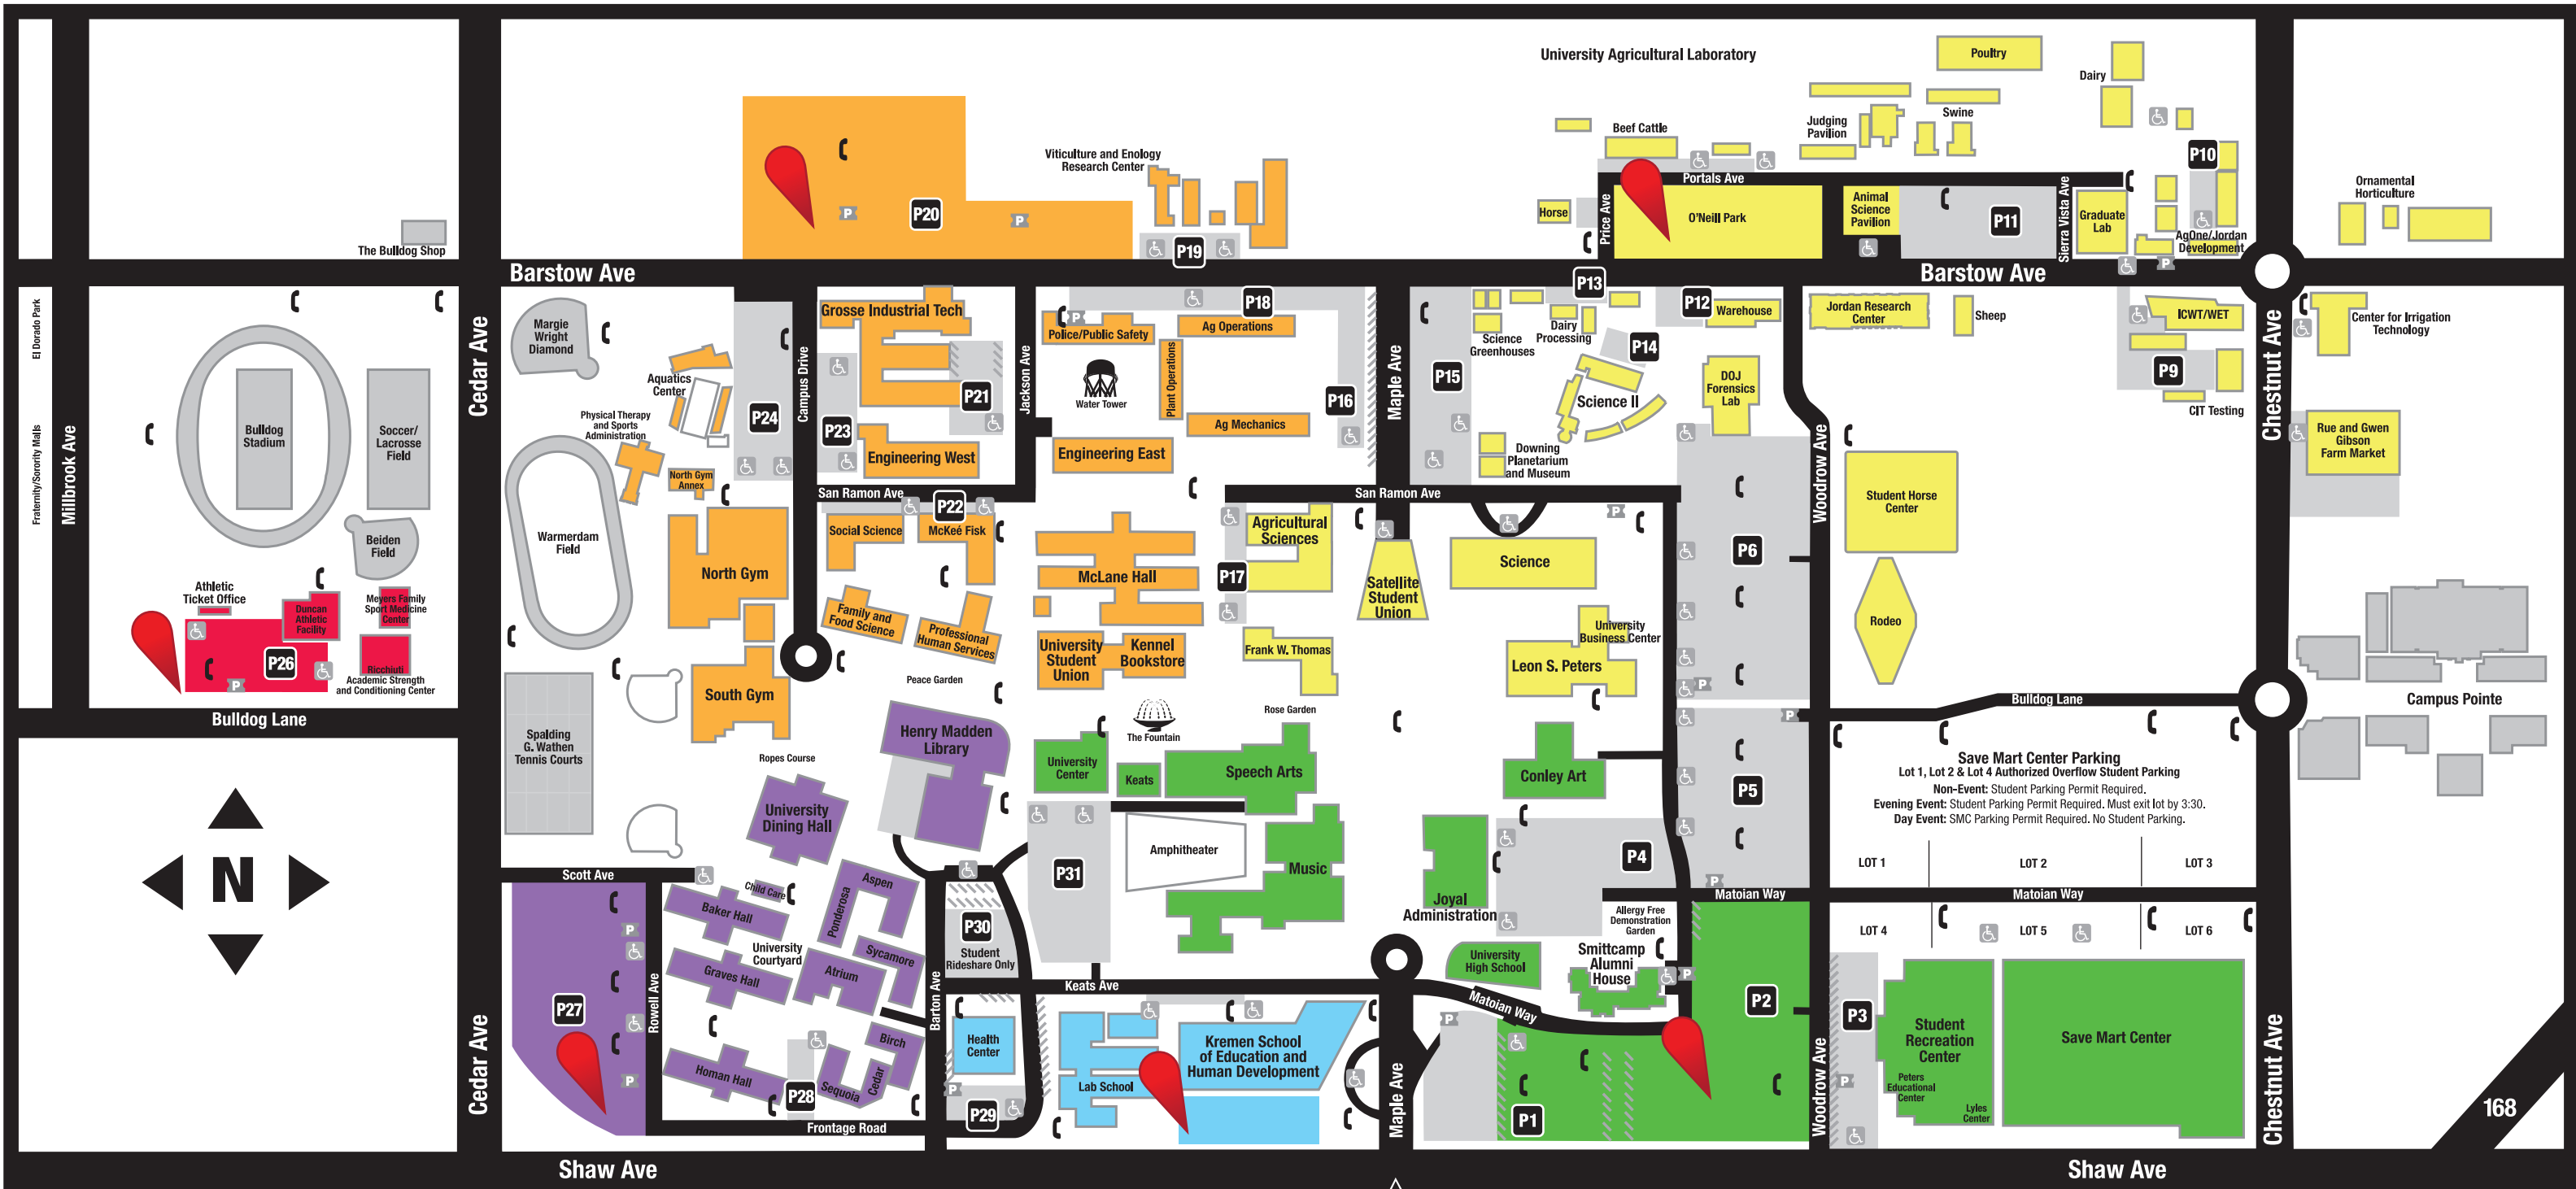 University Agricultural Laboratory
Poultry
Dairy
Swine
Judging
Pavilion
Beef Cattle
Viticulture and Enology
Research Center
P10
Portals Ave
Ornamental
Horticulture
Horse
Price Ave
O'Neill Park
Animal
Science
Pavilion
P11
Sierra Vista Ave
Graduate
Lab
AgOne/Jordan
Development
P20
P19
The Bulldog Shop
Barstow Ave
Barstow Ave
El Dorado Park
Fraternity/Sorority Malls
Millbrook Ave
Cedar Ave
Bulldog
Stadium
Soccer/
Lacrosse
Field
Beiden
Field
Margie
Wright
Diamond
Aquatics
Center
Physical Therapy
and Sports
Administration
North Gym
Annex
Warmerdam
Field
P24
Campus Drive
Grosse Industrial Tech
P21
P23
Engineering West
Jackson Ave
Police/Public Safety
P18
Ag Operations
Water Tower
Plant Operations
Ag Mechanics
P16
Engineering East
Maple Ave
P15
P13
Science
Greenhouses
Dairy
Processing
P12
Warehouse
P14
Science II
DOJ
Forensics
Lab
Downing
Planetarium
and Museum
Jordan Research
Center
Sheep
ICWT/WET
P9
CIT Testing
Chestnut Ave
Center for Irrigation
Technology
Rue and Gwen
Gibson
Farm Market
Woodrow Ave
Student Horse
Center
Rodeo
San Ramon Ave
P22
San Ramon Ave
Social Science
McKeé Fisk
North Gym
McLane Hall
Agricultural
Sciences
P17
Satellite
Student
Union
Science
P6
Family and
Food Science
Professional
Human Services
University
Student
Union
Kennel
Bookstore
Frank W. Thomas
University
Business Center
Leon S. Peters
Athletic
Ticket Office
Duncan
Athletic
Facility
Meyers Family
Sport Medicine
Center
P26
Ricchiuti
Academic Strength
and Conditioning Center
Bulldog Lane
South Gym
Peace Garden
Rose Garden
The Fountain
Bulldog Lane
Campus Pointe
Spalding
G. Wathen
Tennis Courts
Ropes Course
Henry Madden
Library
University
Center
Keats
Speech Arts
Conley Art
P5
Save Mart Center Parking
Lot 1, Lot 2 & Lot 4 Authorized Overflow Student Parking
Non-Event: Student Parking Permit Required.
Evening Event: Student Parking Permit Required. Must exit lot by 3:30.
Day Event: SMC Parking Permit Required. No Student Parking.
LOT 1
LOT 2
LOT 3
University
Dining Hall
Amphitheater
Music
P31
P4
Joyal
Administration
Matoian Way
Matoian Way
LOT 4
LOT 5
LOT 6
N
Scott Ave
Child Care
Baker Hall
Ponderosa
Aspen
University
Courtyard
Sycamore
Graves Hall
Atrium
P30
Student
Rideshare Only
Allergy Free
Demonstration
Garden
Smittcamp
Alumni
House
University
High School
P27
Rowell Ave
Barton Ave
Keats Ave
Matoian Way
P2
P3
Student
Recreation
Center
Peters
Educational
Center
Lyles
Center
Save Mart Center
Cedar Ave
Homan Hall
P28
Sequoia
Cedar
Birch
Health
Center
P29
Lab School
Kremen School
of Education and
Human Development
Maple Ave
P1
Woodrow Ave
Chestnut Ave
168
Frontage Road
Shaw Ave
Shaw Ave